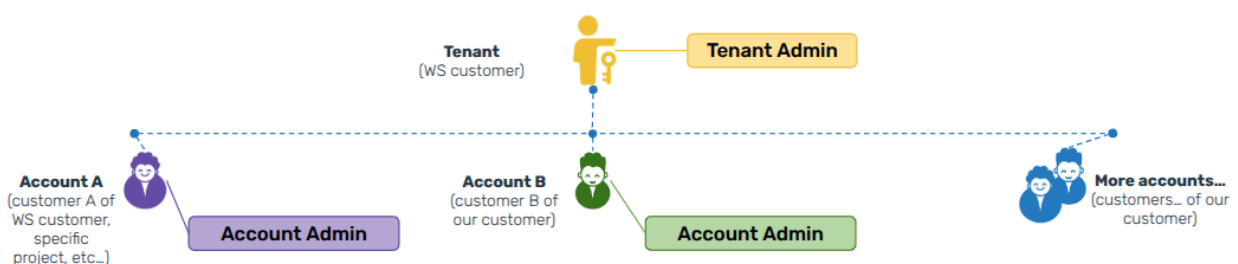 Tenant
(WS customer)
Tenant Admin
Account A
(customer A of
WS customer,
specific
project, etc...)
Account Admin
Account B
(customer B of
our customer)
Account Admin
More accounts...
(customers... of our
customer)